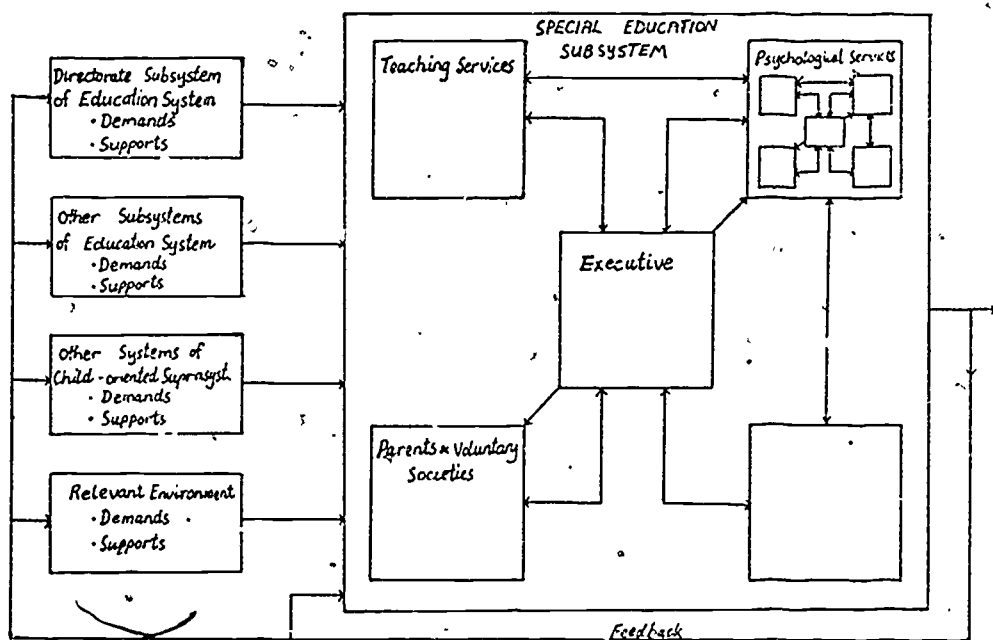 SPECIAL EDUCATION
SUBSYSTEM
Directorate Subsystem
of Education System
• Demands
• Supports
Other Subsystems
of Education System
• Demands
• Supports
Other Systems of
Child-oriented Suprasyst.
• Demands
• Supports
Relevant Environment
• Demands
• Supports
Teaching Services
Psychological Services
Executive
Parents & Voluntary
Societies
Feedback